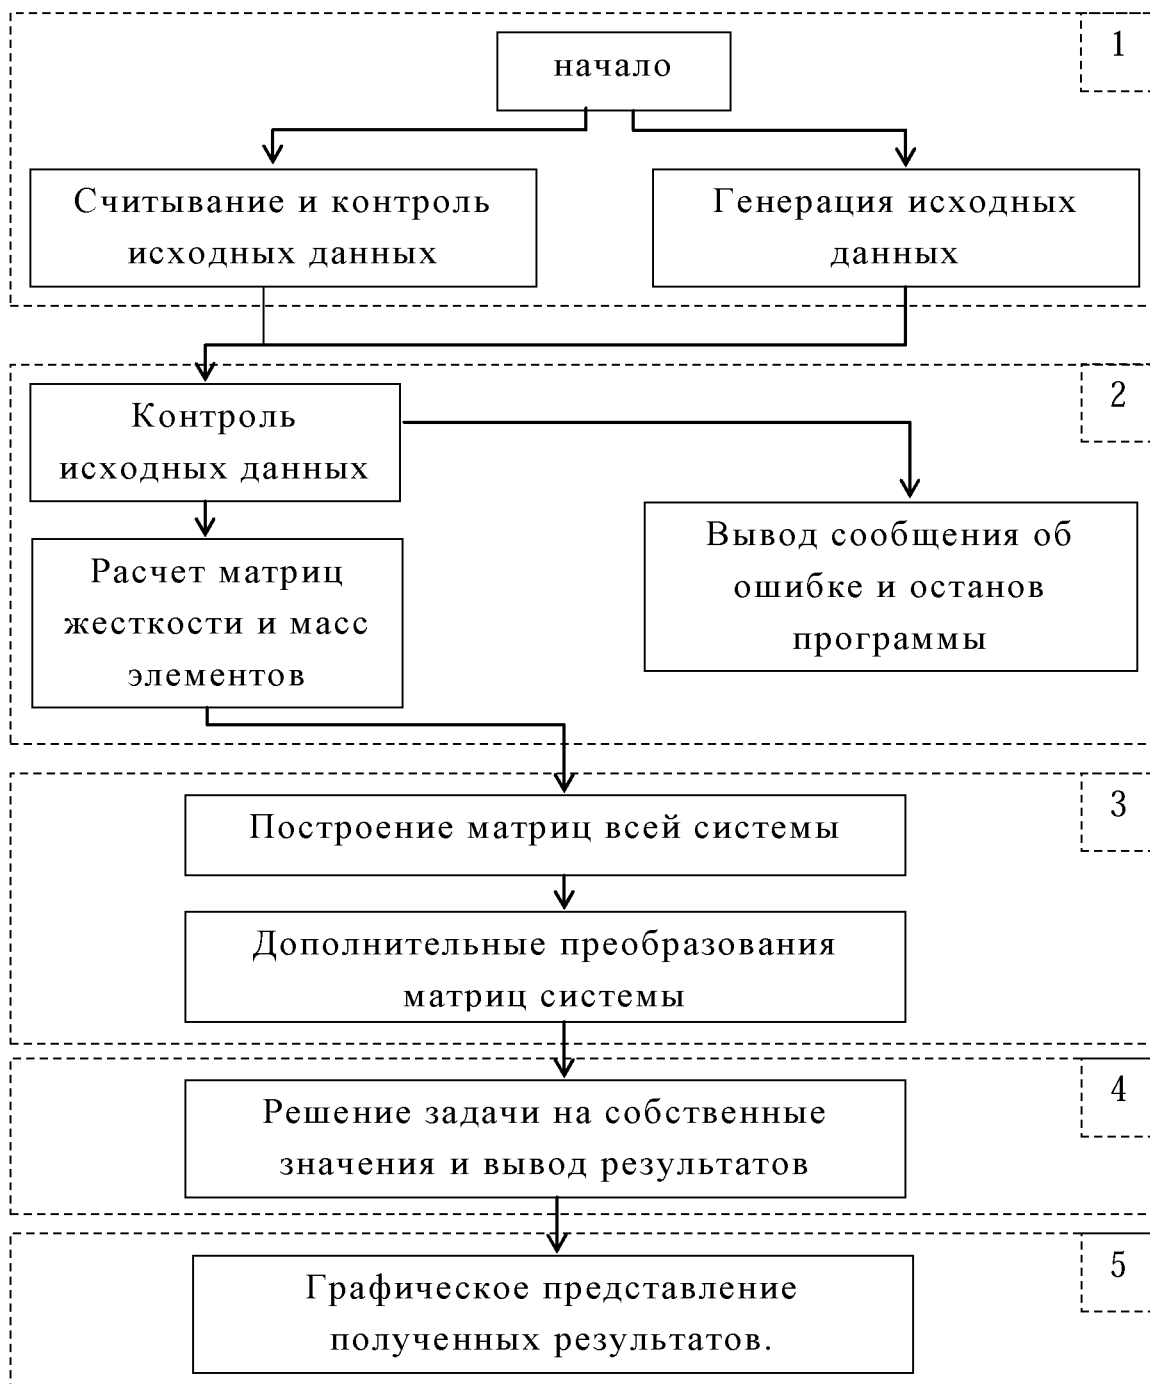 1
начало
Считывание и контроль
исходных данных
Генерация исходных
данных
2
Контроль
исходных данных
Вывод сообщения об
ошибке и останов
программы
Расчет матриц
жесткости и масс
элементов
3
Построение матриц всей системы
Дополнительные преобразования
матриц системы
4
Решение задачи на собственные
значения и вывод результатов
5
Графическое представление
полученных результатов.